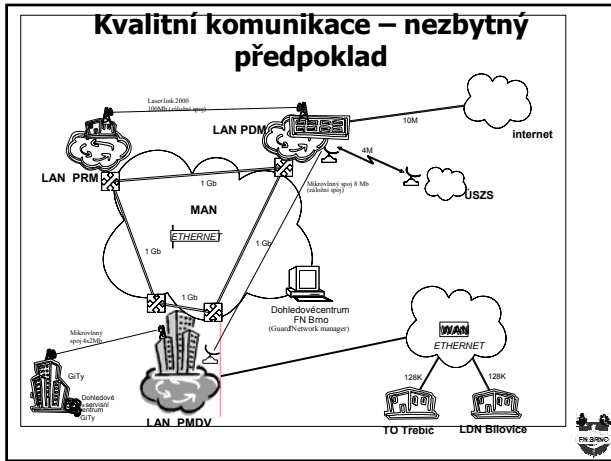 Kvalitní komunikace – nezbytný
předpoklad
Laser link 2000
100Mb (záložní spoj)
LAN PDM
10M
internet
LAN PRM
4M
ÚSZS
1 Gb
Mikrovlnný spoj 8 Mb
(záložní spoj)
MAN
ETHERNET
1 Gb
1 Gb
1 Gb
Dohledovécentrum
FN Brno
(GuardNetwork manager)
Mikrovlnný
spoj 4x2Mb
WAN
ETHERNET
GiTy
Dohledové
servisní
entrum
GiTy
128K
128K
LAN PMDV
TO Třebíč
LDN Bílovice
FN BRNO